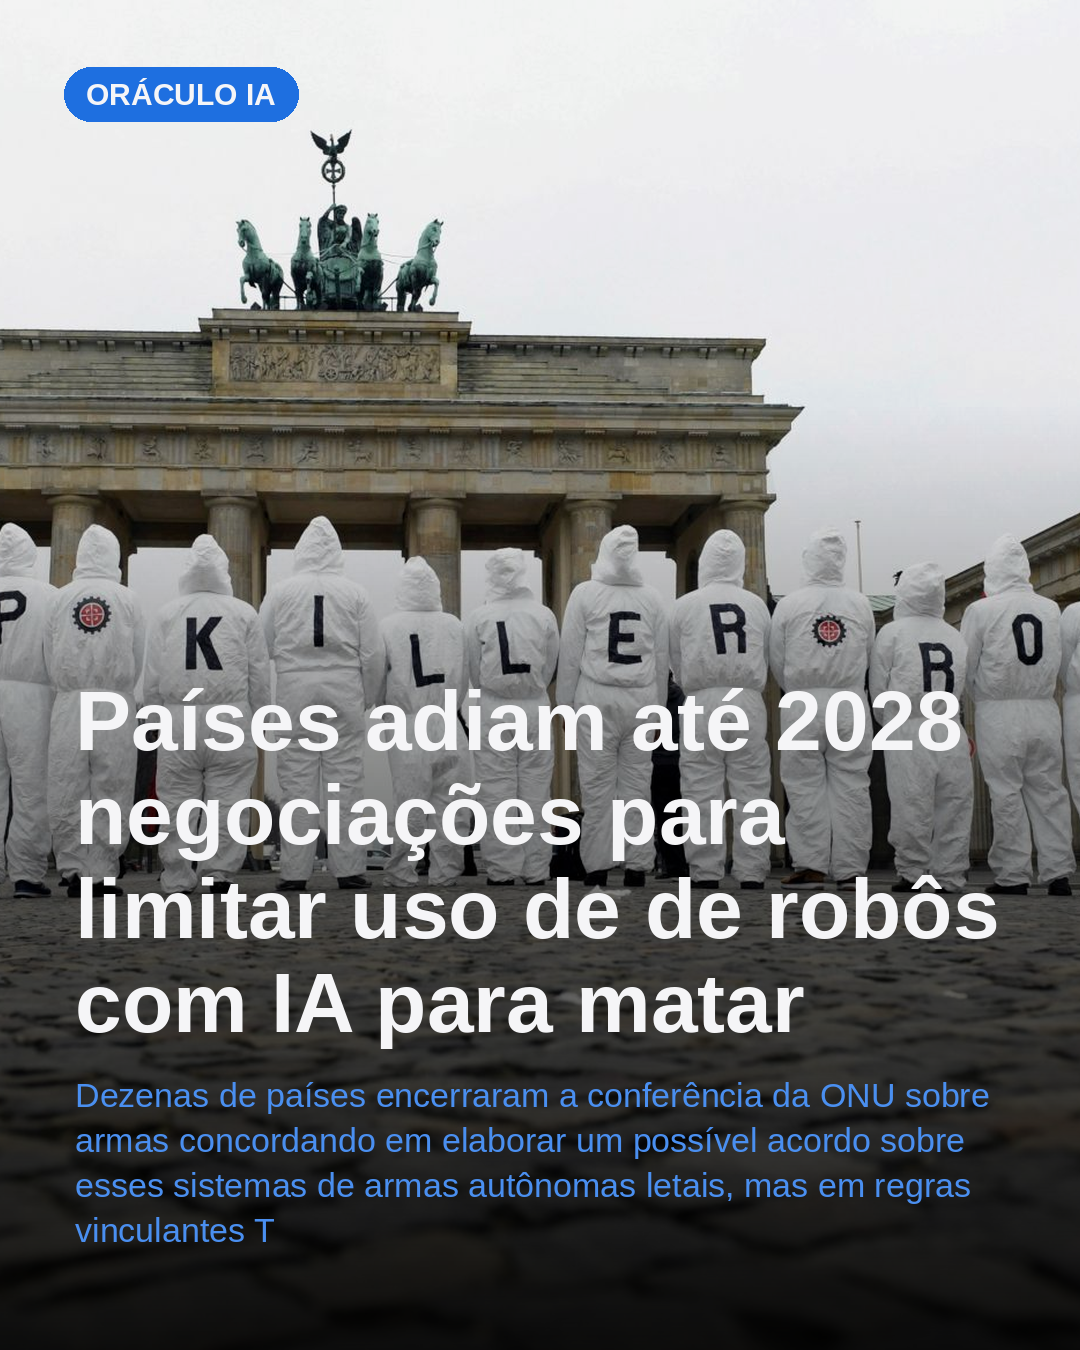 ORÁCULO IA
P KILLER RO
Países adiam até 2028
negociações para
limitar uso de de robôs
com IA para matar
Dezenas de países encerraram a conferência da ONU sobre
armas concordando em elaborar um possível acordo sobre
esses sistemas de armas autônomas letais, mas em regras
vinculantes T